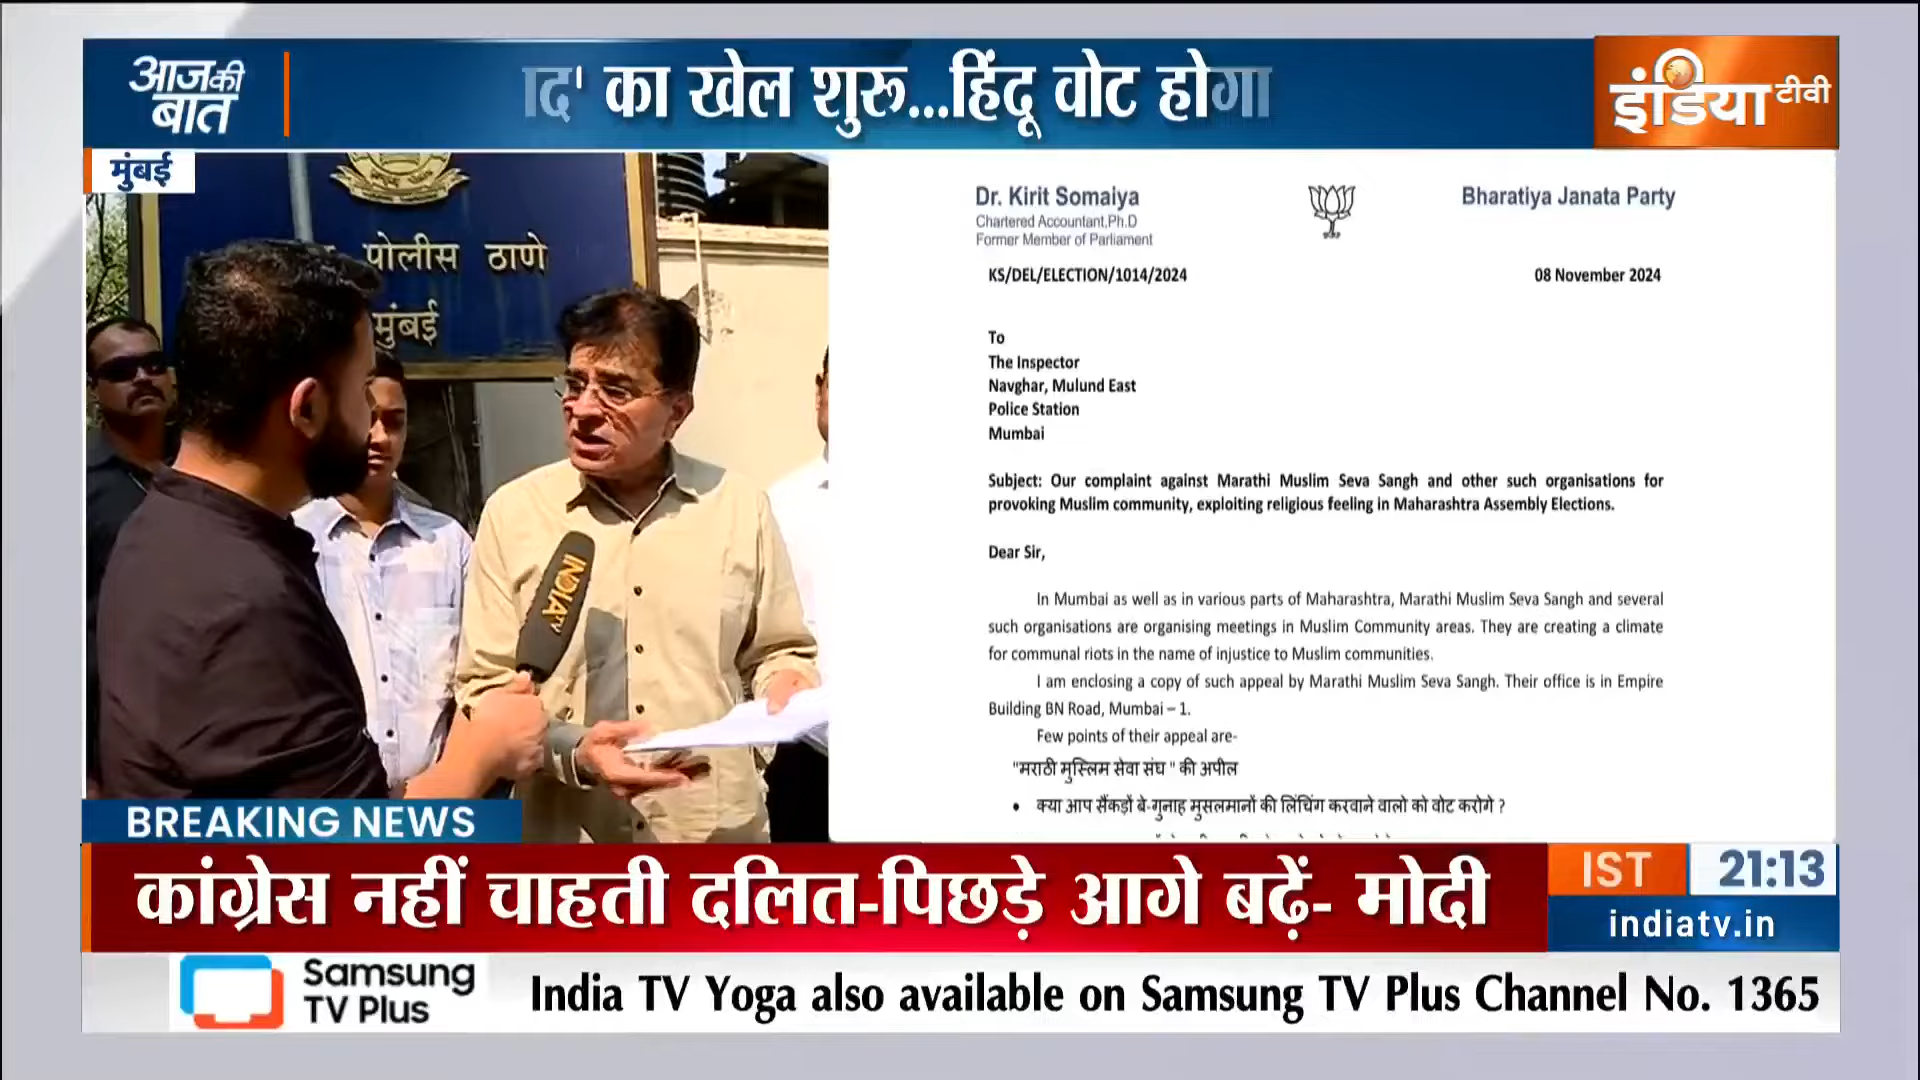 आज की
बात
ाद' का खेल शुरू...हिंदू वोट होगा
इंडिया टीवी
मुंबई
पोलीस ठाणे
मुंबई
INDIA TV
Dr. Kirit Somaiya
Chartered Accountant,Ph.D
Former Member of Parliament
Bharatiya Janata Party
KS/DEL/ELECTION/1014/2024
08 November 2024
To
The Inspector
Navghar, Mulund East
Police Station
Mumbai
Subject: Our complaint against Marathi Muslim Seva Sangh and other such organisations for
provoking Muslim community, exploiting religious feeling in Maharashtra Assembly Elections.
Dear Sir,
In Mumbai as well as in various parts of Maharashtra, Marathi Muslim Seva Sangh and several
such organisations are organising meetings in Muslim Community areas. They are creating a climate
for communal riots in the name of injustice to Muslim communities.
I am enclosing a copy of such appeal by Marathi Muslim Seva Sangh. Their office is in Empire
Building BN Road, Mumbai – 1.
Few points of their appeal are-
"मराठी मुस्लिम सेवा संघ " की अपील
• क्या आप सैंकड़ों बे-गुनाह मुसलमानों की लिंचिंग करवाने वालो को वोट करोगे ?
BREAKING NEWS
कांग्रेस नहीं चाहती दलित-पिछड़े आगे बढ़ें- मोदी
IST 21:13
indiatv.in
Samsung
TV Plus
India TV Yoga also available on Samsung TV Plus Channel No. 1365